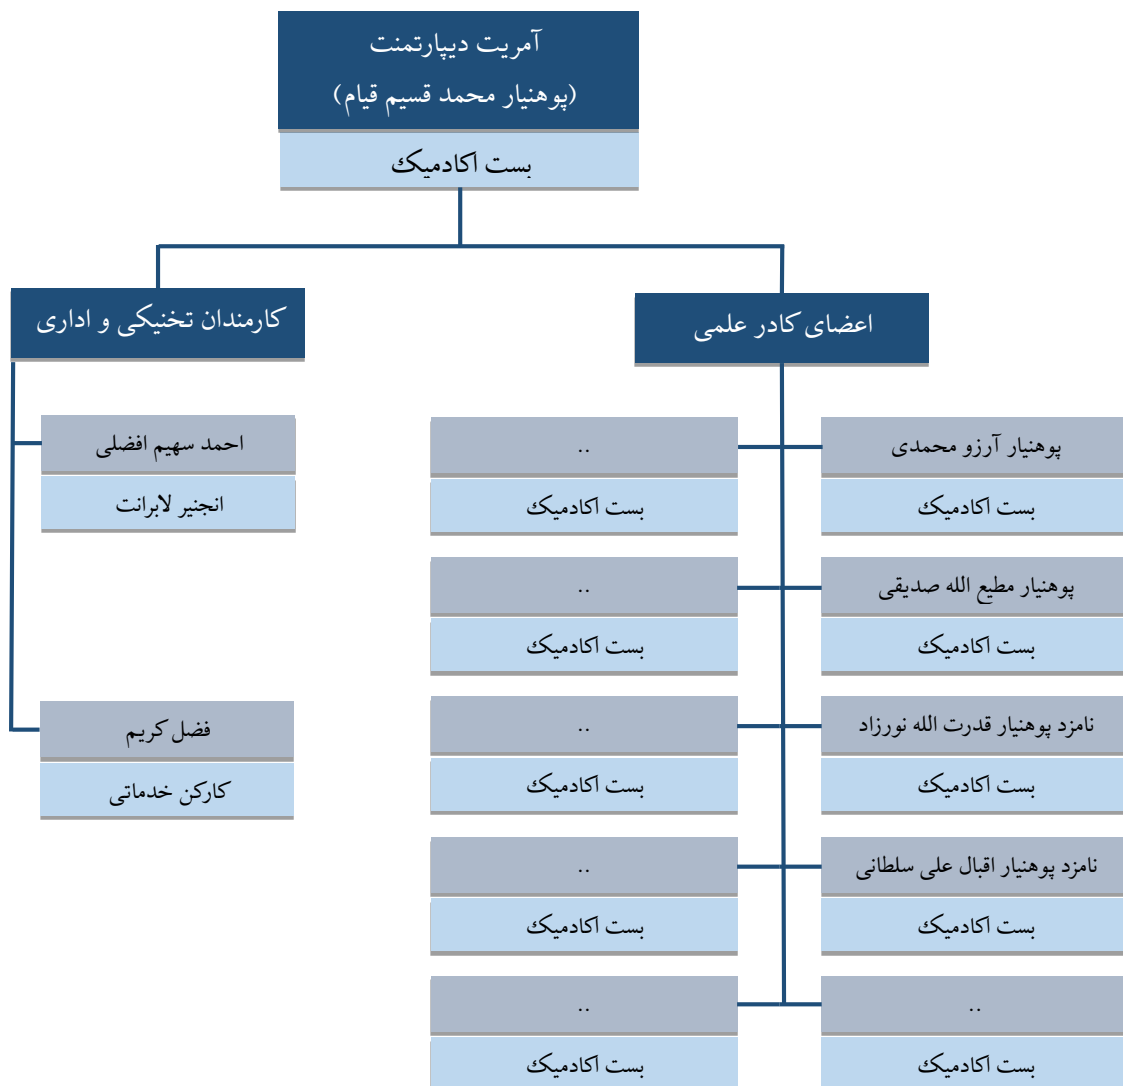 آمریت دیپارتمنت
(پوهنیار محمد قسیم قیام)
بست اکادمیک
اعضای کادر علمی
کارمندان تخنیکی و اداری
پوهنیار آرزو محمدی
بست اکادمیک
..
بست اکادمیک
احمد سهیم افضلی
انجنیر لابرانت
پوهنیار مطیع الله صدیقی
بست اکادمیک
..
بست اکادمیک
نامزد پوهنیار قدرت الله نورزاد
بست اکادمیک
..
بست اکادمیک
فضل کریم
کارکن خدماتی
نامزد پوهنیار اقبال علی سلطانی
بست اکادمیک
..
بست اکادمیک
..
بست اکادمیک
..
بست اکادمیک